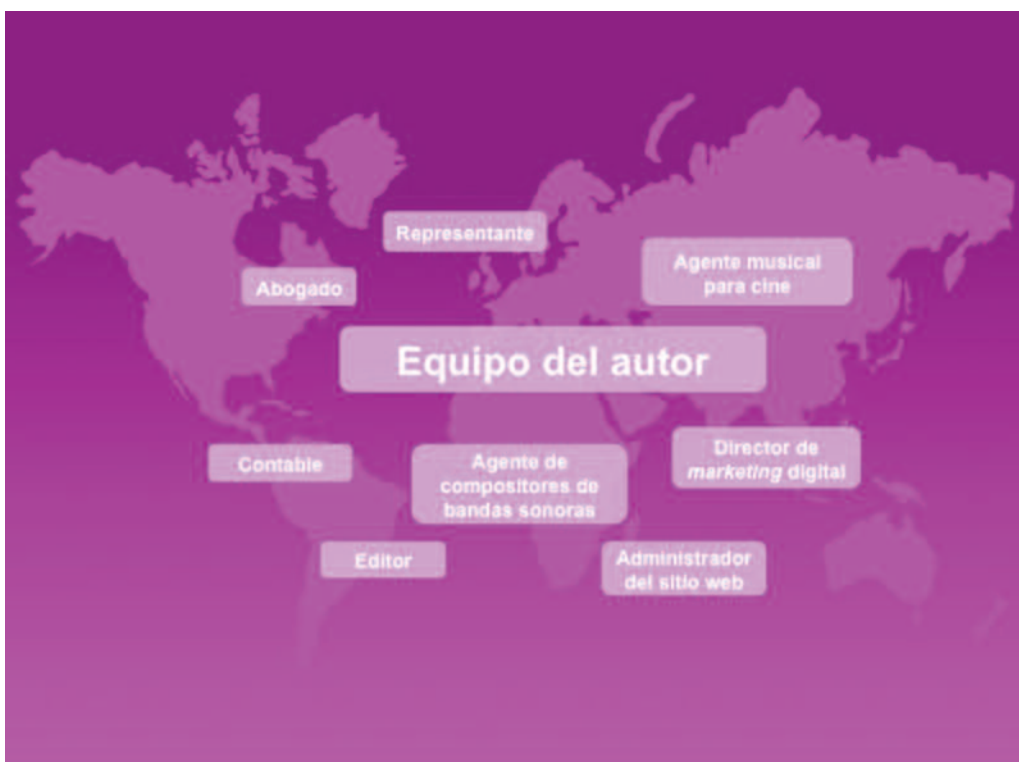 Representante
Agente musical
para cine
Abogado
Equipo del autor
Contable
Agente de
compositores de
bandas sonoras
Director de
marketing digital
Editor
Administrador
del sitio web